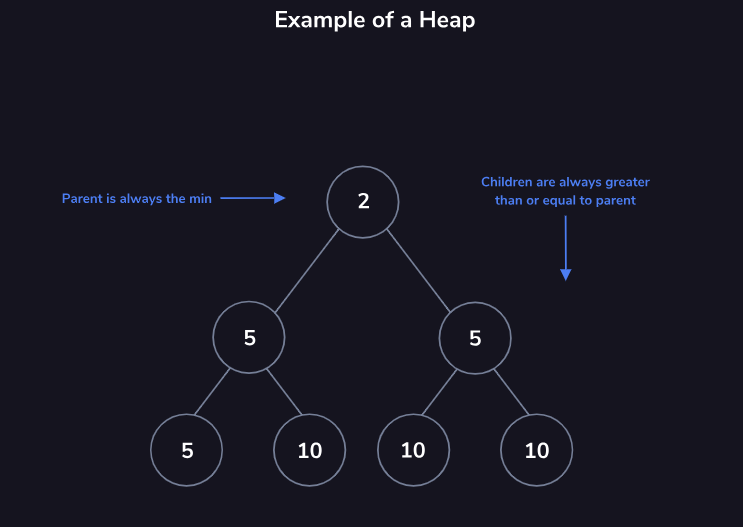 Example of a Heap
Parent is always the min
Children are always greater
than or equal to parent
2
5
5
5
10
10
10